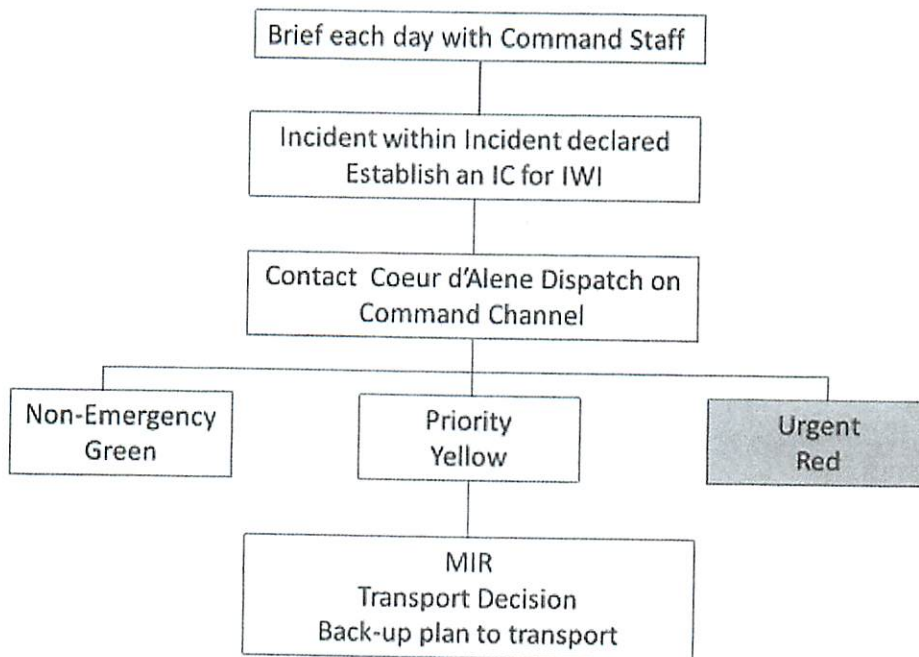 Brief each day with Command Staff
Incident within Incident declared
Establish an IC for IWI
Contact Coeur d'Alene Dispatch on
Command Channel
Non-Emergency
Green
Priority
Yellow
Urgent
Red
MIR
Transport Decision
Back-up plan to transport